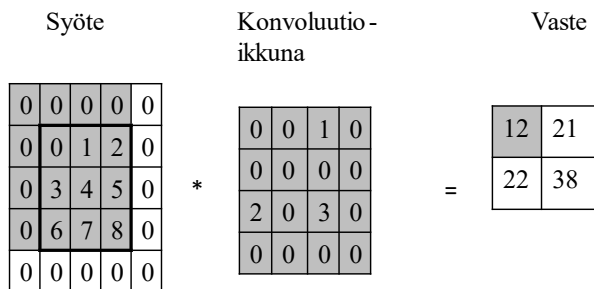 Syöte
Konvoluutio-
ikkuna
Vaste
0 0 0 0 0
0 0 1 2 0
0 3 4 5 0
0 6 7 8 0
0 0 0 0 0
*
0 0 1 0
0 0 0 0
2 0 3 0
0 0 0 0
=
12 21
22 38